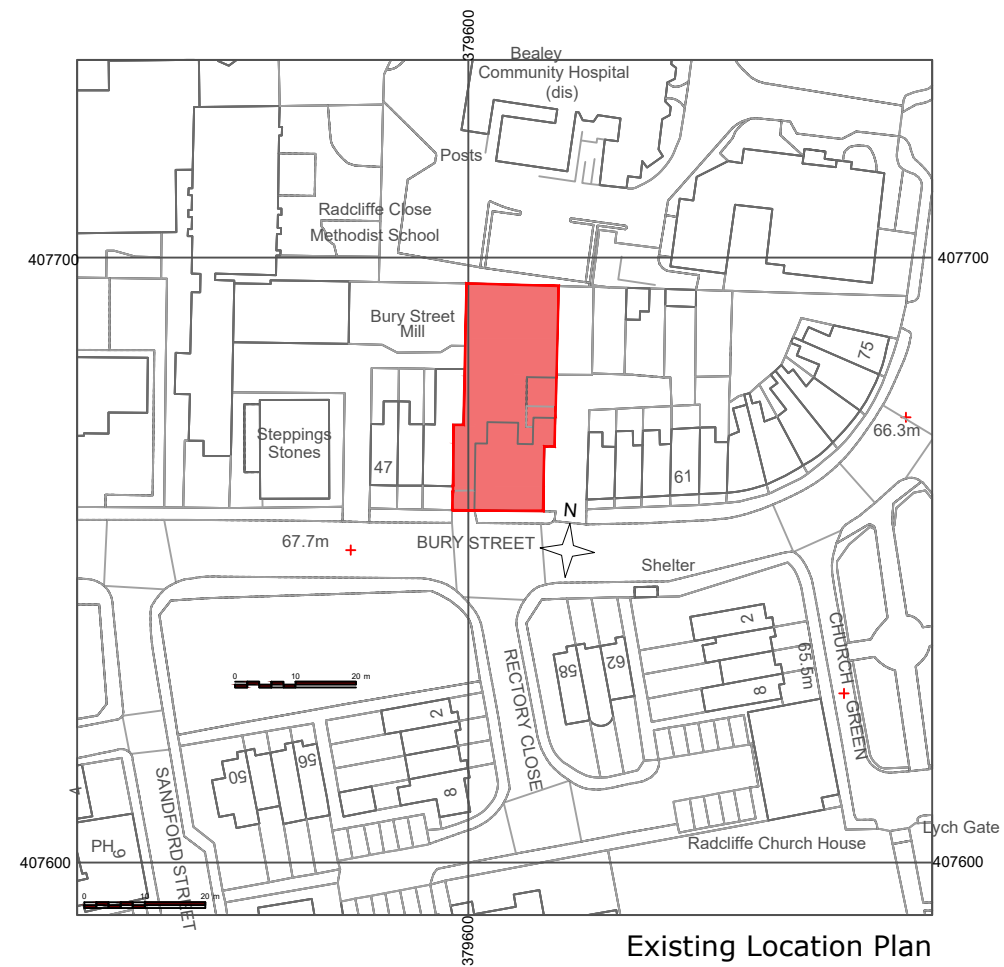 379600
Bealey
Community Hospital
(dis)
Posts
Radcliffe Close
Methodist School
407700
407700
Bury Street
Mill
75
66.3m
Steppings
Stones
47
61
N
67.7m
BURY STREET
Shelter
CHURCH GREEN
2
65.5m
58
62
8
RECTORY CLOSE
0 10 20 m
2
56
50
8
SANDFORD STREET
4
PH
9
Lych Gate
Radcliffe Church House
407600
407600
0 10 20 m
379600
Existing Location Plan